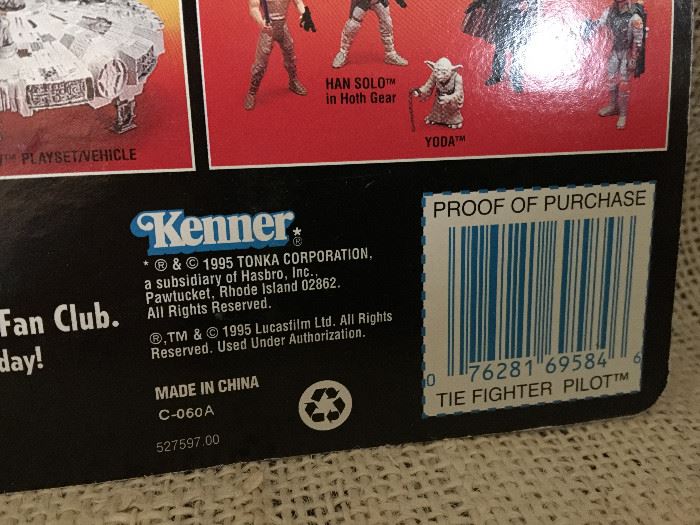 PLAYSET/VEHICLE
HAN SOLO™
in Hoth Gear
YODA™
Fan Club.
day!
Kenner®*
* ® & © 1995 TONKA CORPORATION,
a subsidiary of Hasbro, Inc.,
Pawtucket, Rhode Island 02862.
All Rights Reserved.
®,TM & © 1995 Lucasfilm Ltd. All Rights
Reserved. Used Under Authorization.
MADE IN CHINA
C-060A
527597.00
PROOF OF PURCHASE
0 76281 69584 6
TIE FIGHTER PILOT™